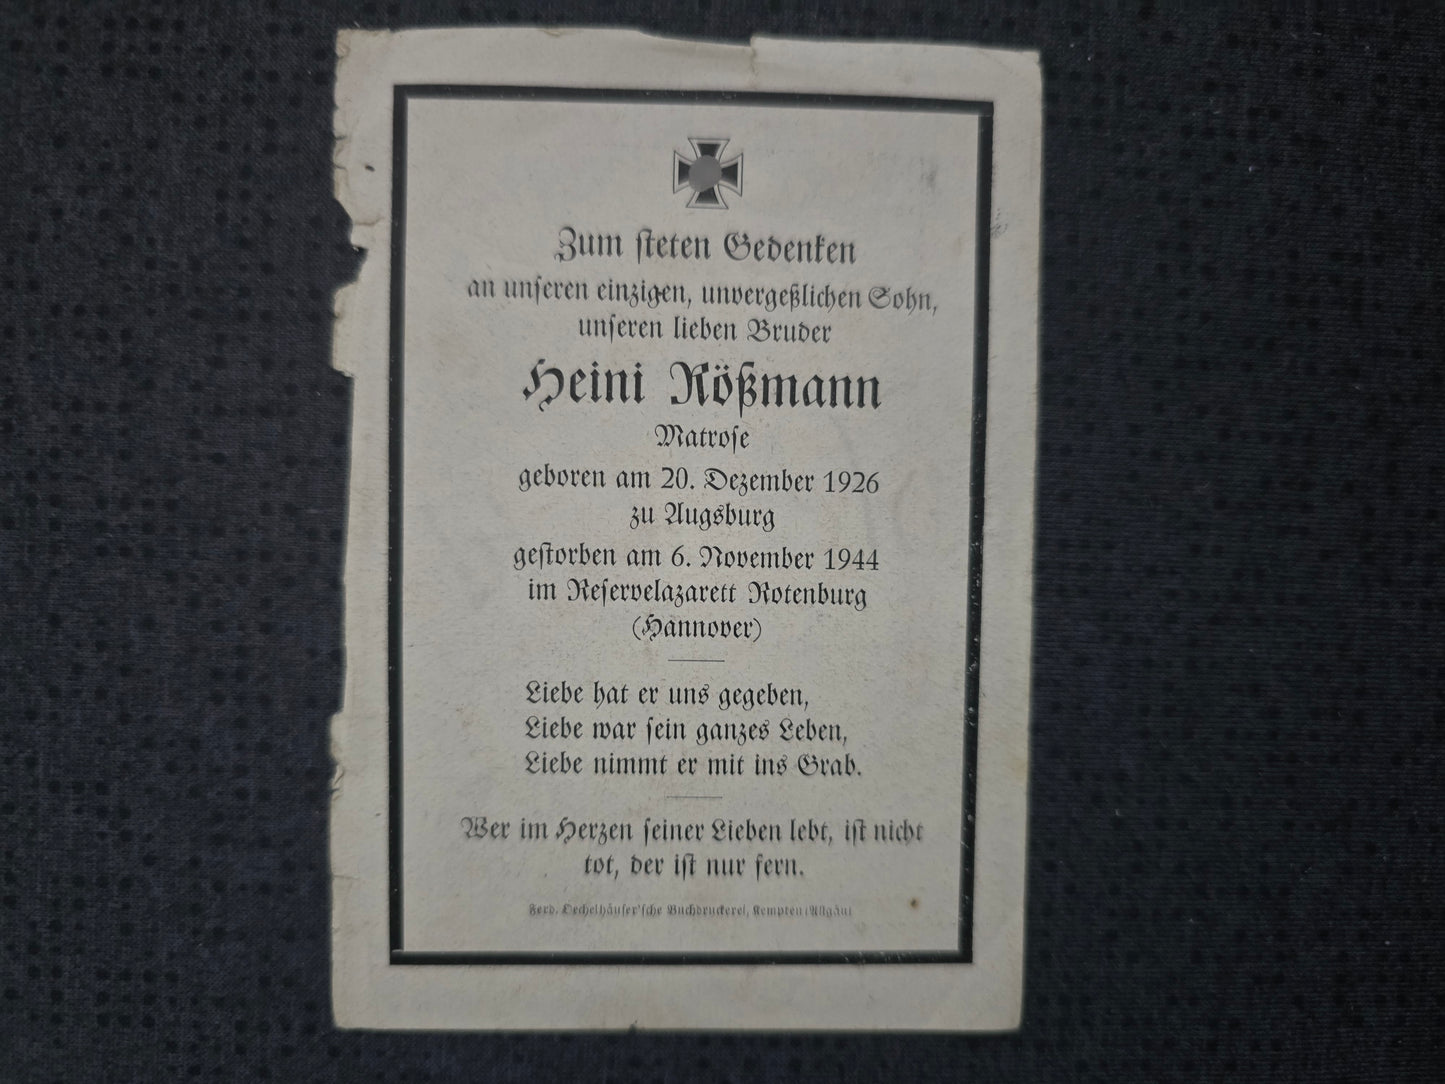 Zum steten Gedenken
an unseren einzigen, unvergeßlichen Sohn,
unseren lieben Bruder
Heini Rößmann
Matrose
geboren am 20. Dezember 1926
zu Augsburg
gestorben am 6. November 1944
im Reservelazarett Rotenburg
(Hannover)
Liebe hat er uns gegeben,
Liebe war sein ganzes Leben,
Liebe nimmt er mit ins Grab.
Wer im Herzen seiner Lieben lebt, ist nicht
tot, der ist nur fern.
Ferd. Oechelhäuser'sche Buchdruckerei, Kempten (Allgäu)